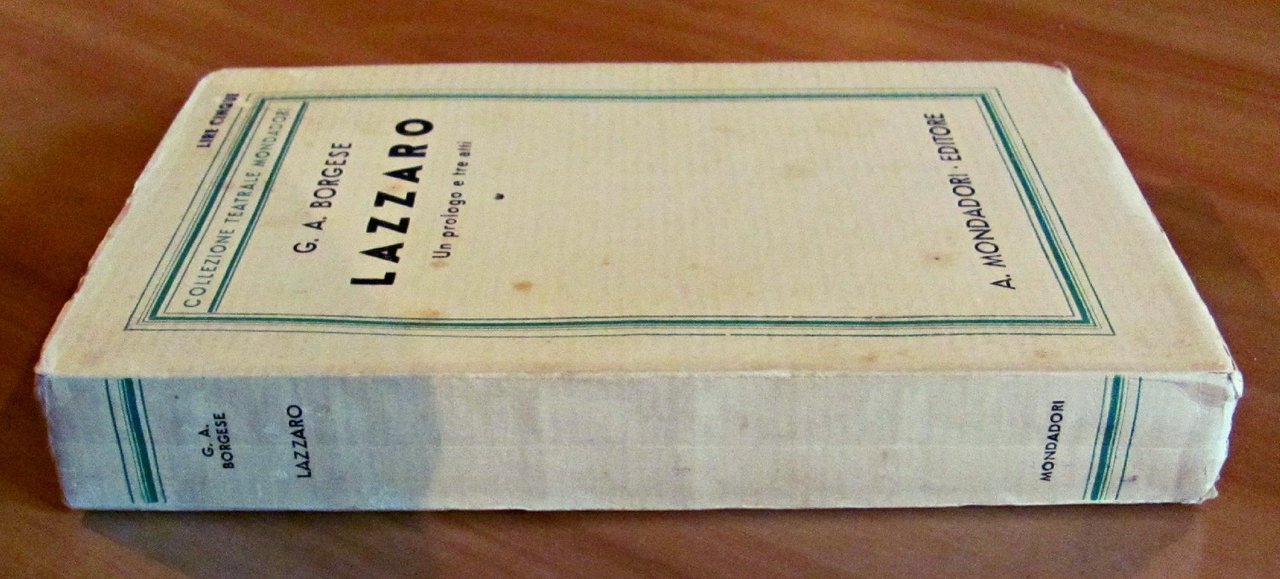 LIRE CINQUE
COLLEZIONE TEATRALE MONDADORI
G. A. BORGESE
LAZZARO
Un prologo e tre atti
A. MONDADORI · EDITORE
G. A.
BORGESE
LAZZARO
MONDADORI